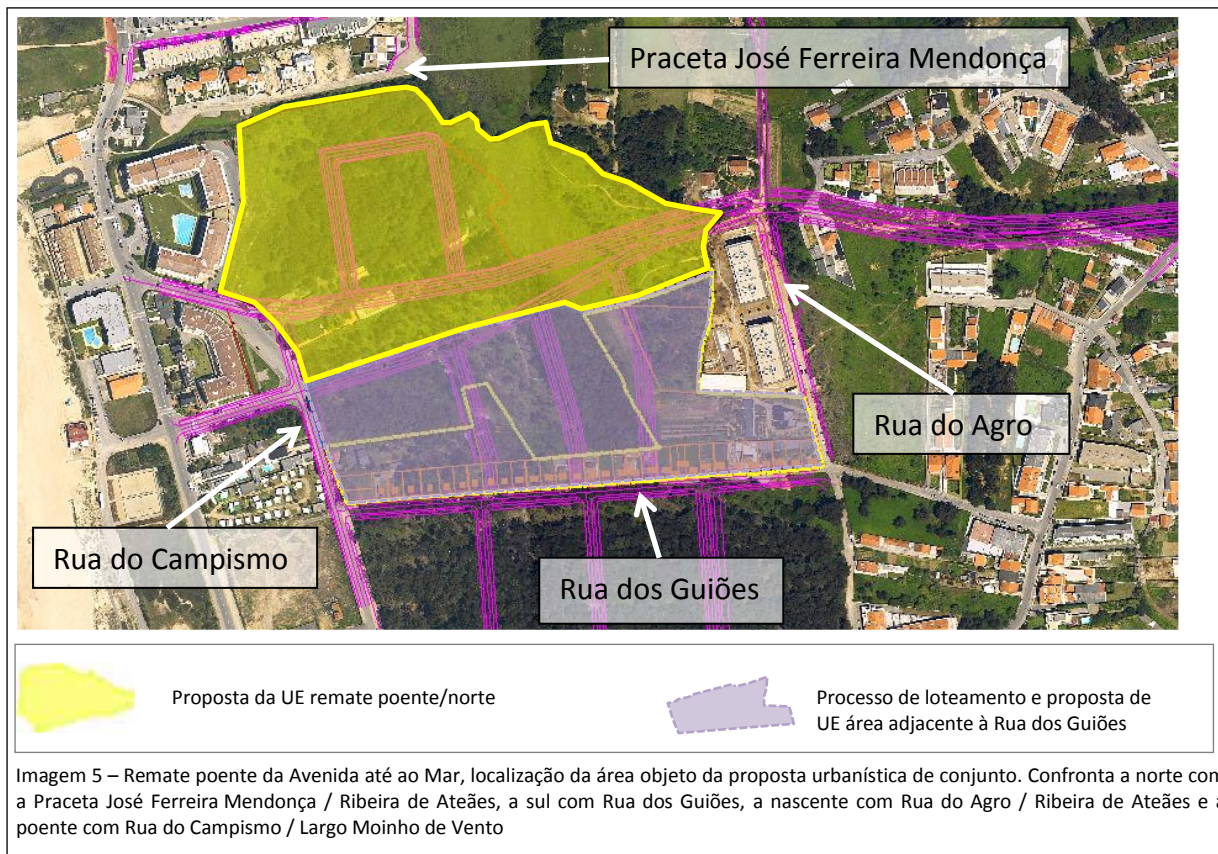 Praceta José Ferreira Mendonça
Rua do Agro
Rua do Campismo
Rua dos Guiões
Proposta da UE remate poente/norte
Processo de loteamento e proposta de
UE área adjacente à Rua dos Guiões
Imagem 5 – Remate poente da Avenida até ao Mar, localização da área objeto da proposta urbanística de conjunto. Confronta a norte com
a Praceta José Ferreira Mendonça / Ribeira de Ateães, a sul com Rua dos Guiões, a nascente com Rua do Agro / Ribeira de Ateães e a
poente com Rua do Campismo / Largo Moinho de Vento